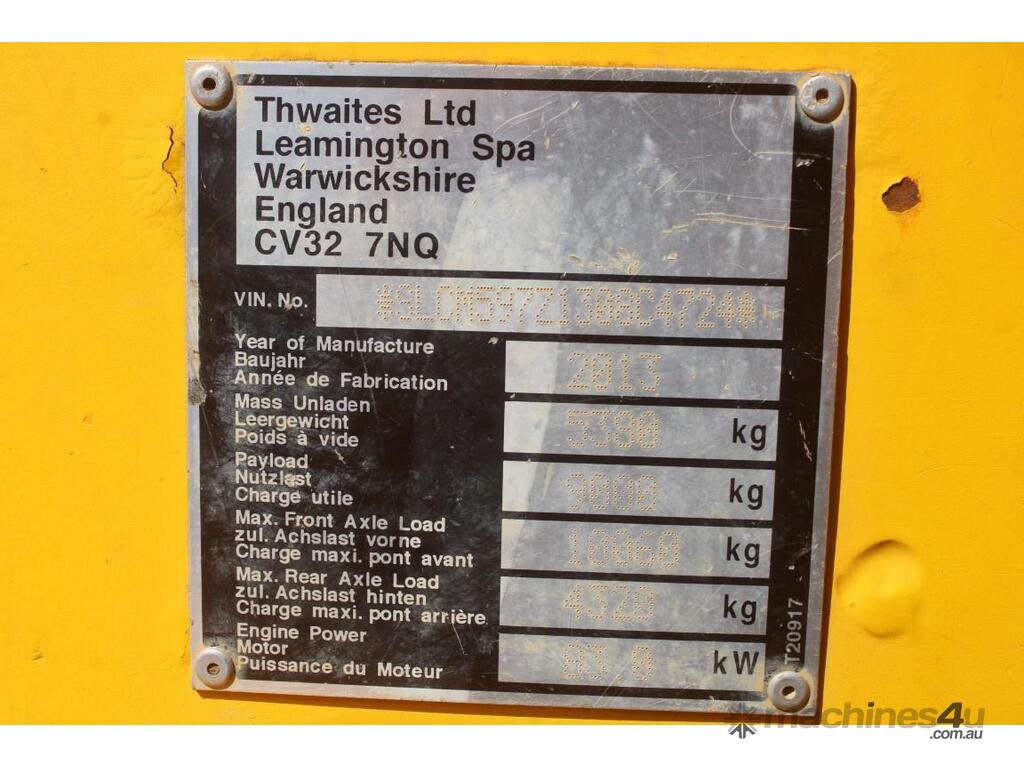 Thwaites Ltd
Leamington Spa
Warwickshire
England
CV32 7NQ
VIN. No. *SLCM597Z1308C4724*
Year of Manufacture
Baujahr 2013
Année de Fabrication
Mass Unladen
Leergewicht 5380 kg
Poids à vide
Payload
Nutzlast 9000 kg
Charge utile
Max. Front Axle Load
zul. Achslast vorne 10060 kg
Charge maxi. pont avant
Max. Rear Axle Load
zul. Achslast hinten 4320 kg
Charge maxi. pont arrière
Engine Power
Motor kW
Puissance du Moteur
T20917
machines4u
.com.au